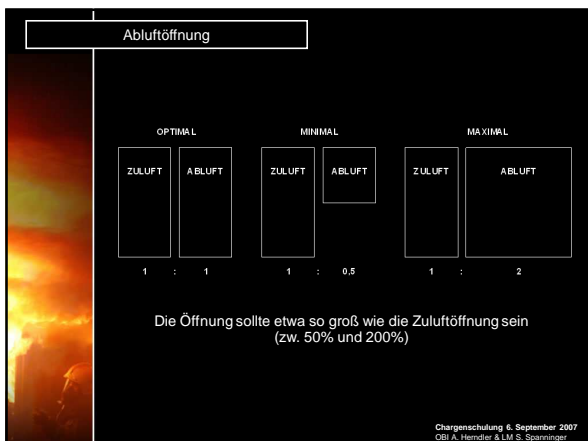 Abluftöffnung
OPTIMAL MINIMAL MAXIMAL
ZULUFT ABLUFT ZULUFT ABLUFT ZULUFT ABLUFT
1 : 1 1 : 0,5 1 : 2
Die Öffnung sollte etwa so groß wie die Zuluftöffnung sein
(zw. 50% und 200%)
Chargenschulung 6. September 2007
OBI A. Herndler & LM S. Spanninger